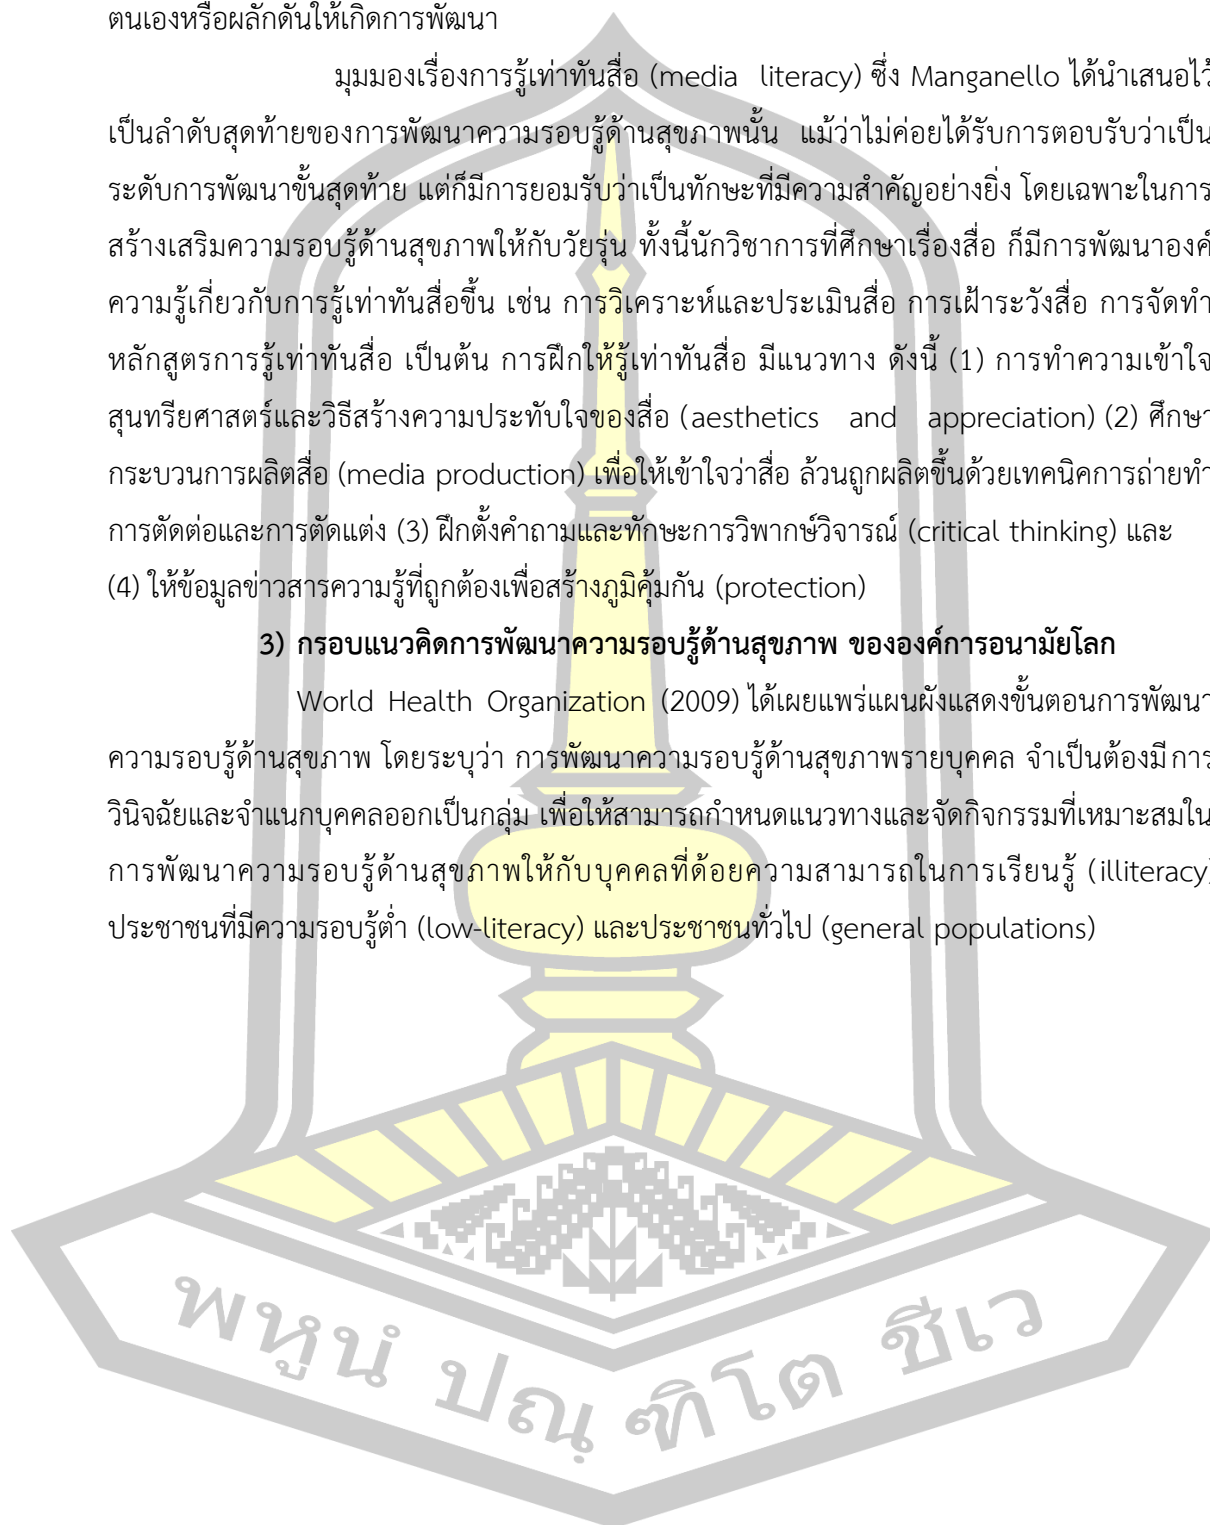 ตนเองหรือผลักดันให้เกิดการพัฒนา
มุมมองเรื่องการรู้เท่าทันสื่อ (media literacy) ซึ่ง Manganello ได้นำเสนอไว้
เป็นลำดับสุดท้ายของการพัฒนาความรอบรู้ด้านสุขภาพนั้น แม้ว่าไม่ค่อยได้รับการตอบรับว่าเป็น
ระดับการพัฒนาขั้นสุดท้าย แต่ก็มีการยอมรับว่าเป็นทักษะที่มีความสำคัญอย่างยิ่ง โดยเฉพาะในการ
สร้างเสริมความรอบรู้ด้านสุขภาพให้กับวัยรุ่น ทั้งนี้นักวิชาการที่ศึกษาเรื่องสื่อ ก็มีการพัฒนาองค์
ความรู้เกี่ยวกับการรู้เท่าทันสื่อขึ้น เช่น การวิเคราะห์และประเมินสื่อ การเฝ้าระวังสื่อ การจัดทำ
หลักสูตรการรู้เท่าทันสื่อ เป็นต้น การฝึกให้รู้เท่าทันสื่อ มีแนวทาง ดังนี้ (1) การทำความเข้าใจ
สุนทรียศาสตร์และวิธีสร้างความประทับใจของสื่อ (aesthetics and appreciation) (2) ศึกษา
กระบวนการผลิตสื่อ (media production) เพื่อให้เข้าใจว่าสื่อ ล้วนถูกผลิตขึ้นด้วยเทคนิคการถ่ายทำ
การตัดต่อและการตัดแต่ง (3) ฝึกตั้งคำถามและทักษะการวิพากษ์วิจารณ์ (critical thinking) และ
(4) ให้ข้อมูลข่าวสารความรู้ที่ถูกต้องเพื่อสร้างภูมิคุ้มกัน (protection)
3) กรอบแนวคิดการพัฒนาความรอบรู้ด้านสุขภาพ ขององค์การอนามัยโลก
World Health Organization (2009) ได้เผยแพร่แผนผังแสดงขั้นตอนการพัฒนา
ความรอบรู้ด้านสุขภาพ โดยระบุว่า การพัฒนาความรอบรู้ด้านสุขภาพรายบุคคล จำเป็นต้องมีการ
วินิจฉัยและจำแนกบุคคลออกเป็นกลุ่ม เพื่อให้สามารถกำหนดแนวทางและจัดกิจกรรมที่เหมาะสมใน
การพัฒนาความรอบรู้ด้านสุขภาพให้กับบุคคลที่ด้อยความสามารถในการเรียนรู้ (illiteracy)
ประชาชนที่มีความรอบรู้ต่ำ (low-literacy) และประชาชนทั่วไป (general populations)
พหูนํ ปณฺฑิโต ชีเว